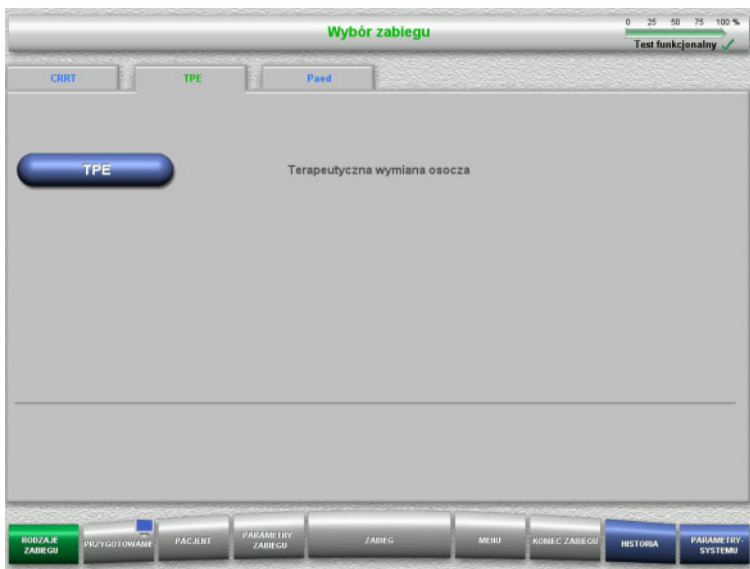 Wybór zabiegu
0 25 50 75 100 %
Test funkcjonalny
CRRT TPE Paed
TPE
Terapeutyczna wymiana osocza
RODZAJE
ZABIEGU
PRZYGOTOWANIE
PACJENT
PARAMETRY
ZABIEGU
ZABIEG
MENU
KONIEC ZABIEGU
HISTORIA
PARAMETRY-
SYSTEMU